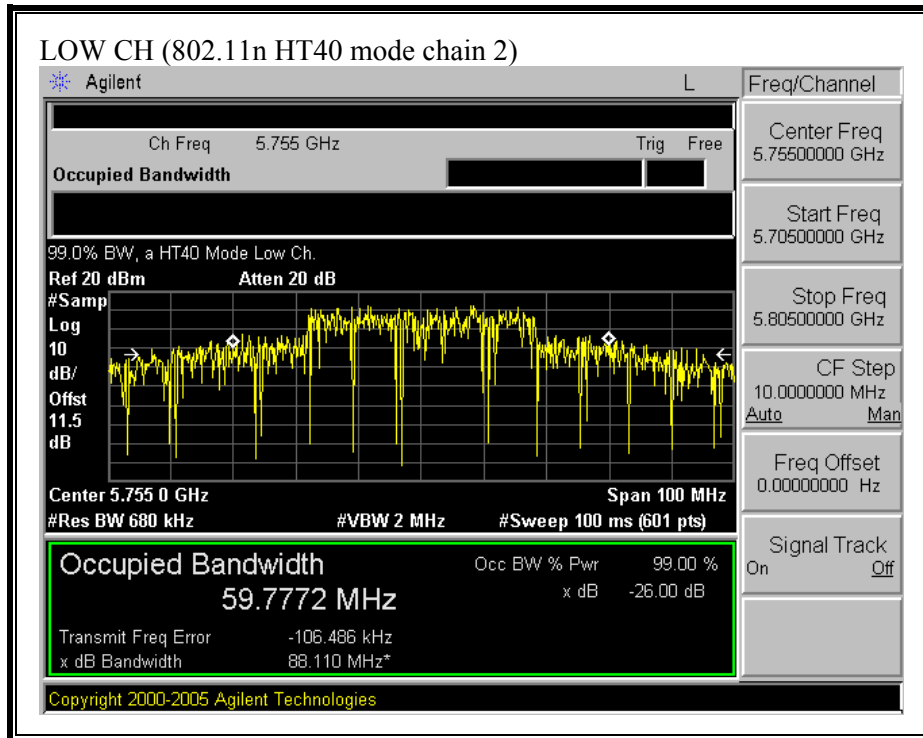 LOW CH (802.11n HT40 mode chain 2)
Agilent L
Freq/Channel
Ch Freq 5.755 GHz Trig Free
Occupied Bandwidth
Center Freq
5.75500000 GHz
Start Freq
5.70500000 GHz
Stop Freq
5.80500000 GHz
CF Step
10.0000000 MHz
Auto Man
Freq Offset
0.00000000 Hz
Signal Track
On Off
99.0% BW, a HT40 Mode Low Ch.
Ref 20 dBm Atten 20 dB
#Samp
Log
10
dB/
Offst
11.5
dB
Center 5.755 0 GHz Span 100 MHz
#Res BW 680 kHz #VBW 2 MHz #Sweep 100 ms (601 pts)
Occupied Bandwidth Occ BW % Pwr 99.00 %
59.7772 MHz x dB -26.00 dB
Transmit Freq Error -106.486 kHz
x dB Bandwidth 88.110 MHz*
Copyright 2000-2005 Agilent Technologies